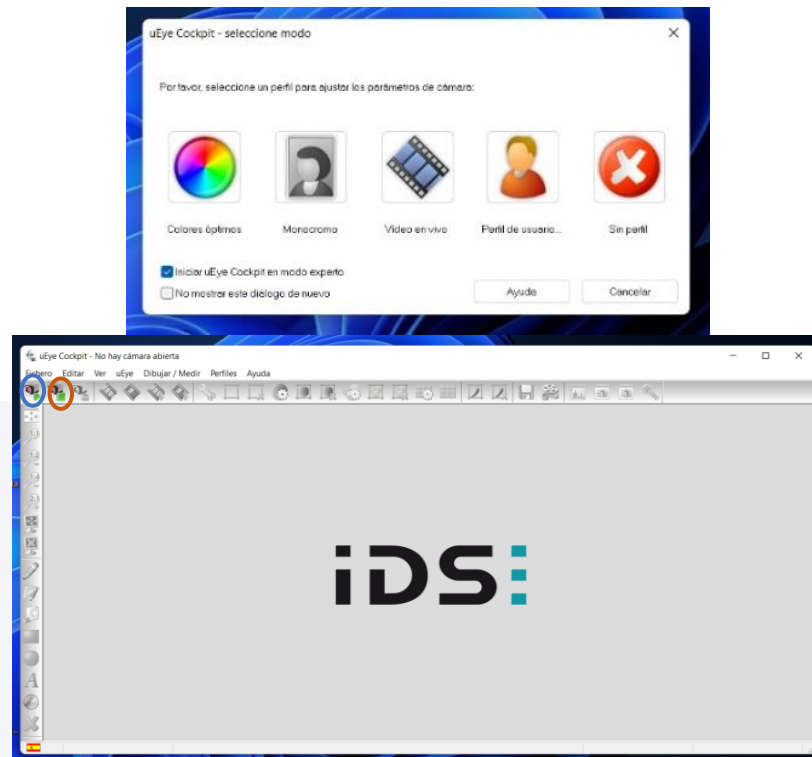 uEye Cockpit - seleccione modo
Por favor, seleccione un perfil para ajustar los parámetros de cámara:
Colores óptimos
Monocromo
Vídeo en vivo
Perfil de usuario...
Sin perfil
Iniciar uEye Cockpit en modo experto
No mostrar este diálogo de nuevo
Ayuda
Cancelar
uEye Cockpit - No hay cámara abierta
Fichero Editar Ver uEye Dibujar / Medir Perfiles Ayuda
iDS
A